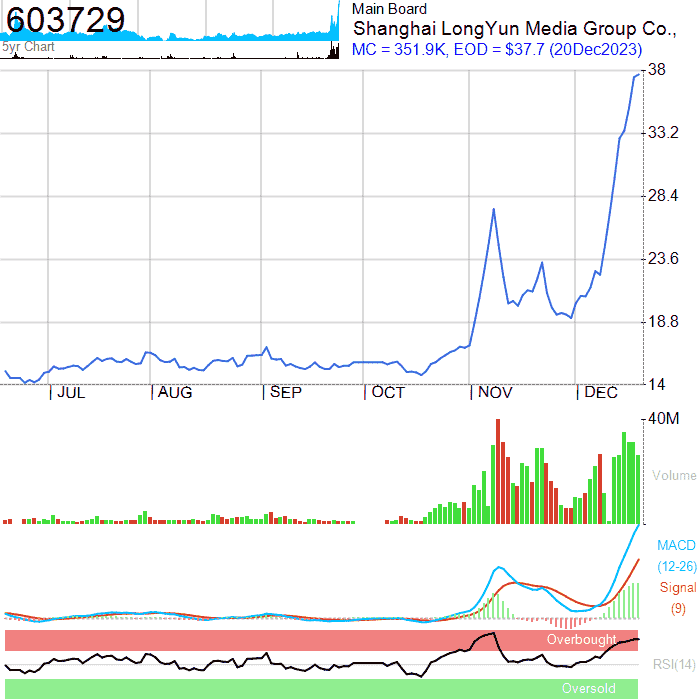 603729
5yr Chart
Main Board
Shanghai LongYun Media Group Co.,
MC = 351.9K, EOD = $37.7 (20Dec2023)
38
33.2
28.4
23.6
18.8
14
JUL
AUG
SEP
OCT
NOV
DEC
40M
Volume
MACD
(12-26)
Signal
(9)
Overbought
RSI(14)
Oversold